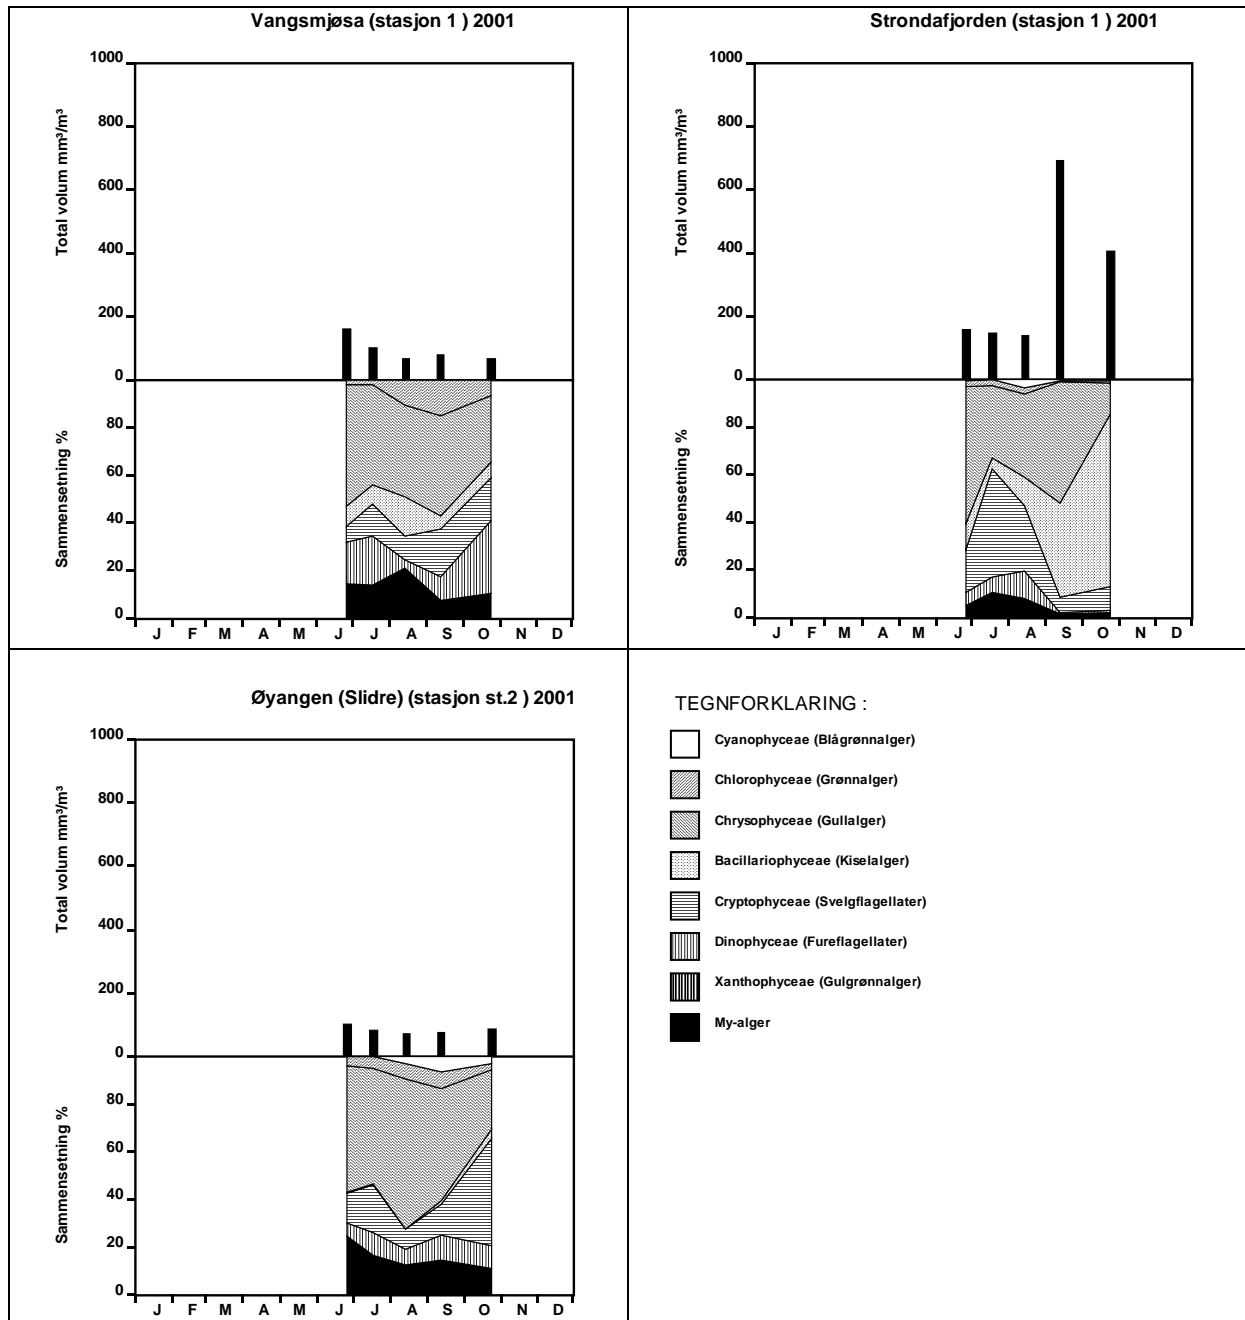 Vangsmjøsa (stasjon 1 ) 2001
Total volum mm³/m³
1000
800
600
400
200
0
Sammensetning %
80
60
40
20
0
J F M A M J J A S O N D
Strondafjorden (stasjon 1 ) 2001
Total volum mm³/m³
1000
800
600
400
200
0
Sammensetning %
80
60
40
20
0
J F M A M J J A S O N D
Øyangen (Slidre) (stasjon st.2 ) 2001
Total volum mm³/m³
1000
800
600
400
200
0
Sammensetning %
80
60
40
20
0
J F M A M J J A S O N D
TEGNFORKLARING :
Cyanophyceae (Blågrønnalger)
Chlorophyceae (Grønnalger)
Chrysophyceae (Gullalger)
Bacillariophyceae (Kiselalger)
Cryptophyceae (Svelgflagellater)
Dinophyceae (Fureflagellater)
Xanthophyceae (Gulgrønnalger)
My-alger